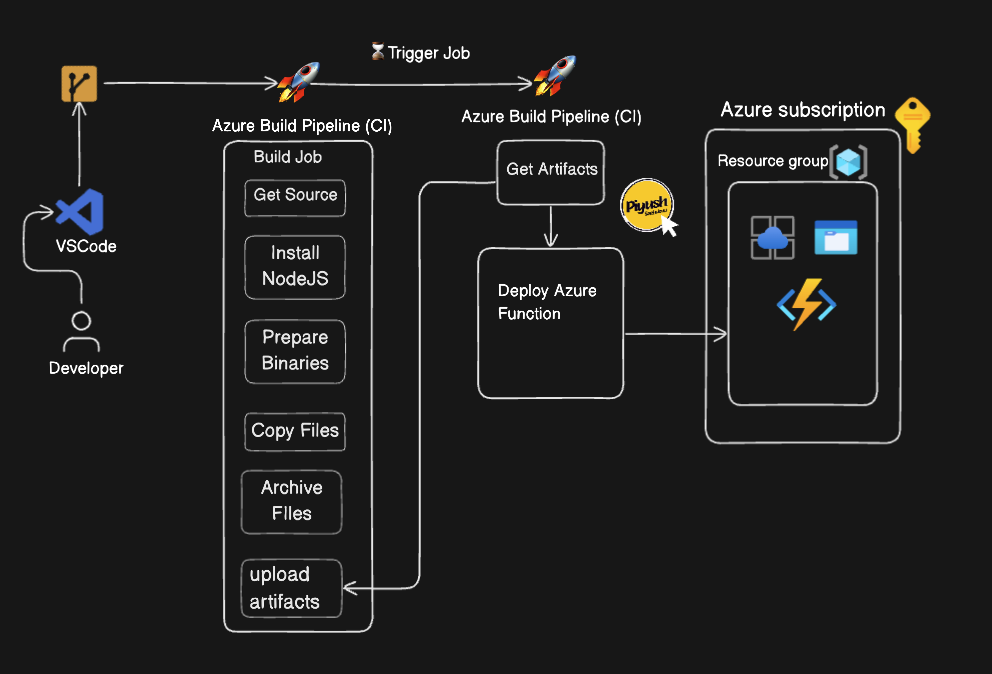 Trigger Job
Azure Build Pipeline (CI)
Azure Build Pipeline (CI)
Azure subscription
Build Job
Get Source
Install
NodeJS
Prepare
Binaries
Copy Files
Archive
FIles
upload
artifacts
Get Artifacts
Deploy Azure
Function
Resource group
VSCode
Developer
Piyush